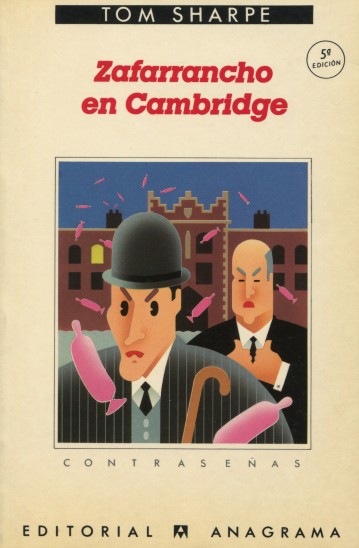 TOM SHARPE
5ª
EDICIÓN
Zafarrancho
en Cambridge
CONTRASEÑAS
EDITORIAL ANAGRAMA